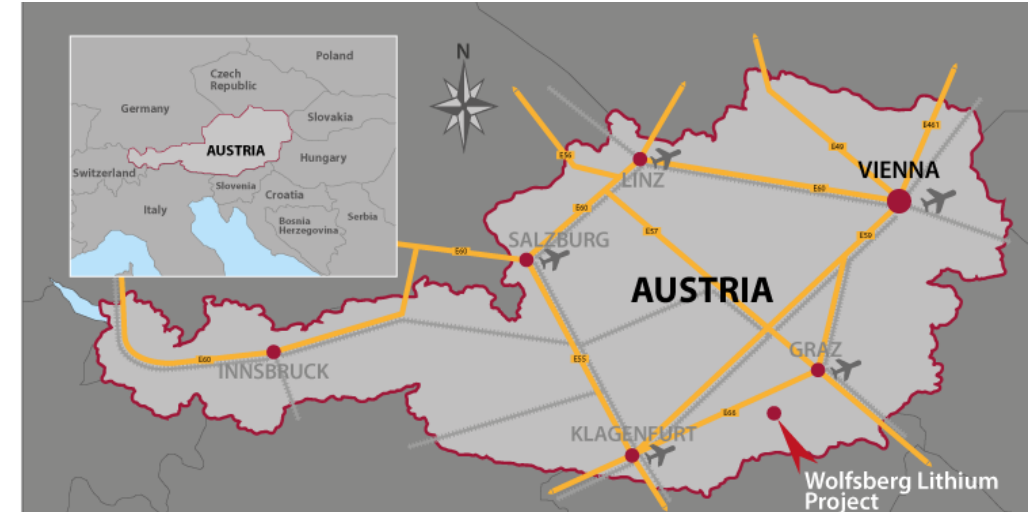 Poland
Czech
Republic
Germany
Slovakia
AUSTRIA
Hungary
Switzerland
Slovenia
Croatia
Italy
Bosnia
Herzegovina
Serbia
N
E461
E49
E56
LINZ
VIENNA
E60
E60
E57
E59
SALZBURG
E60
AUSTRIA
E60
INNSBRUCK
E55
GRAZ
E66
KLAGENFURT
Wolfsberg Lithium
Project